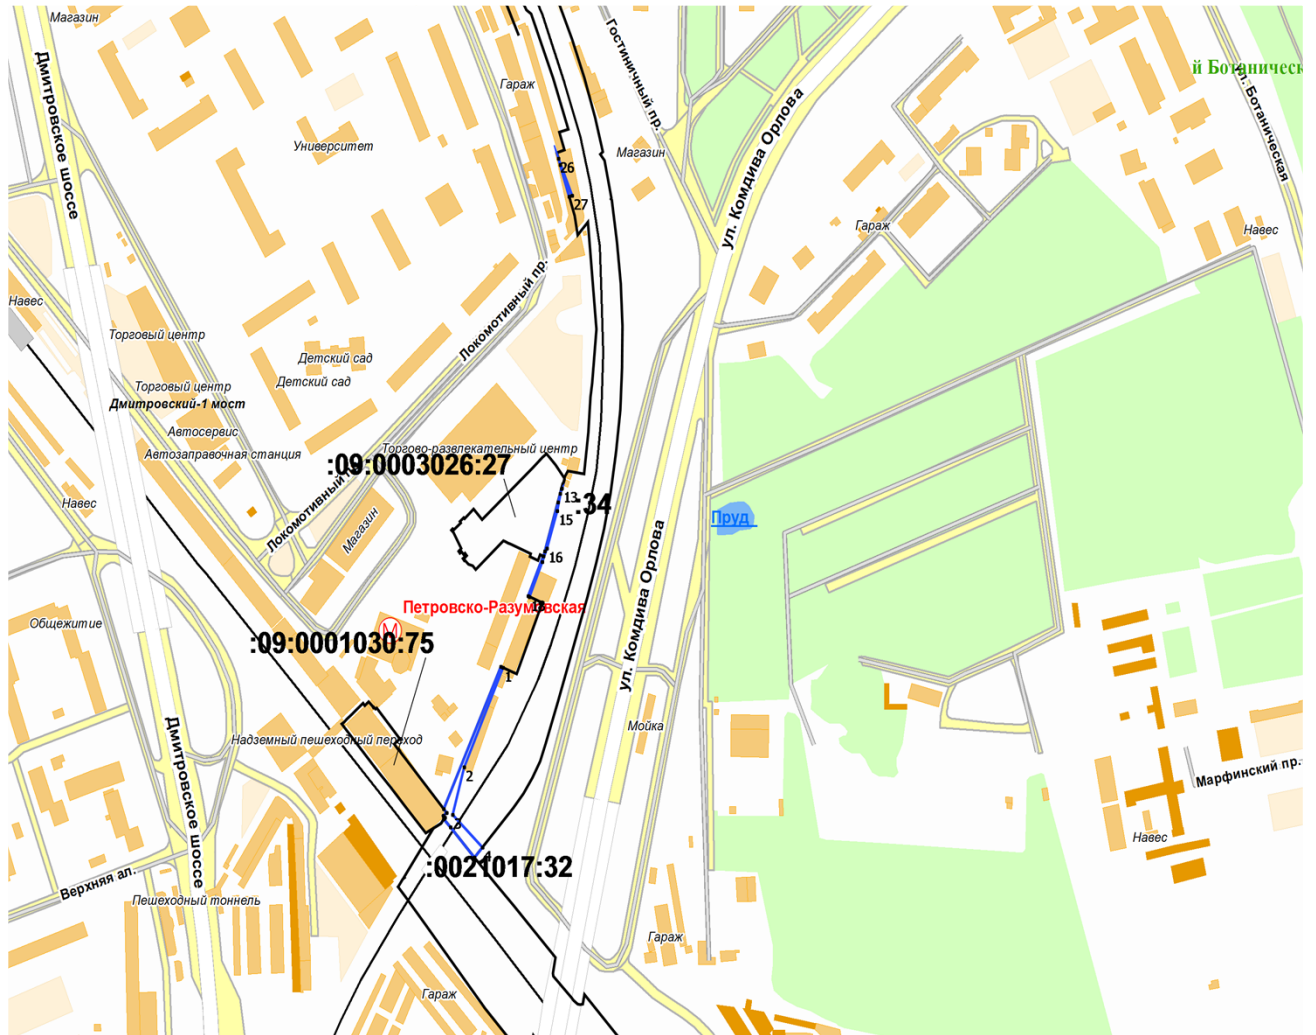 Магазин
Дмитровское шоссе
Гараж
Гостиничный пр.
ул. Комдива Орлова
й Ботаническ
ул. Ботаническая
Университет
Магазин
26
27
Гараж
Навес
Навес
Локомотивный пр.
Торговый центр
Детский сад
Торговый центр
Детский сад
Дмитровский-1 мост
Автосервис
Автозаправочная станция
Торгово-развлекательный центр
:09:0003026:27
Навес
Локомотивный
Магазин
13
:34
15
16
Пруд
ул. Комдива Орлова
Общежитие
Петровско-Разумовская
М
:09:0001030:75
1
Дмитровское шоссе
Надземный пешеходный переход
Мойка
2
Марфинский пр.
Навес
:0021017:32
Верхняя ал.
Пешеходный тоннель
Гараж
Гараж